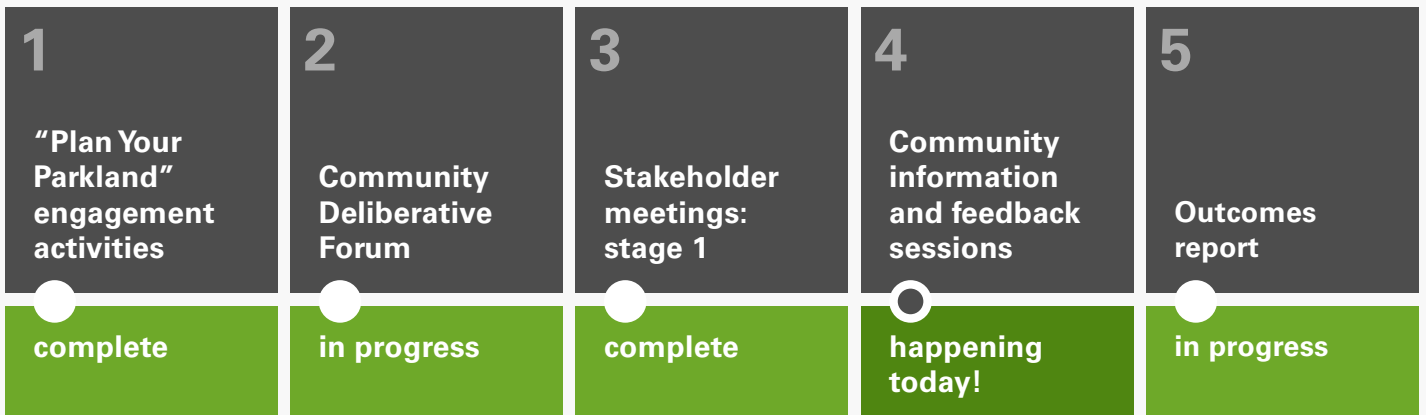 1
“Plan Your
Parkland”
engagement
activities
complete
2
Community
Deliberative
Forum
in progress
3
Stakeholder
meetings:
stage 1
complete
4
Community
information
and feedback
sessions
happening
today!
5
Outcomes
report
in progress